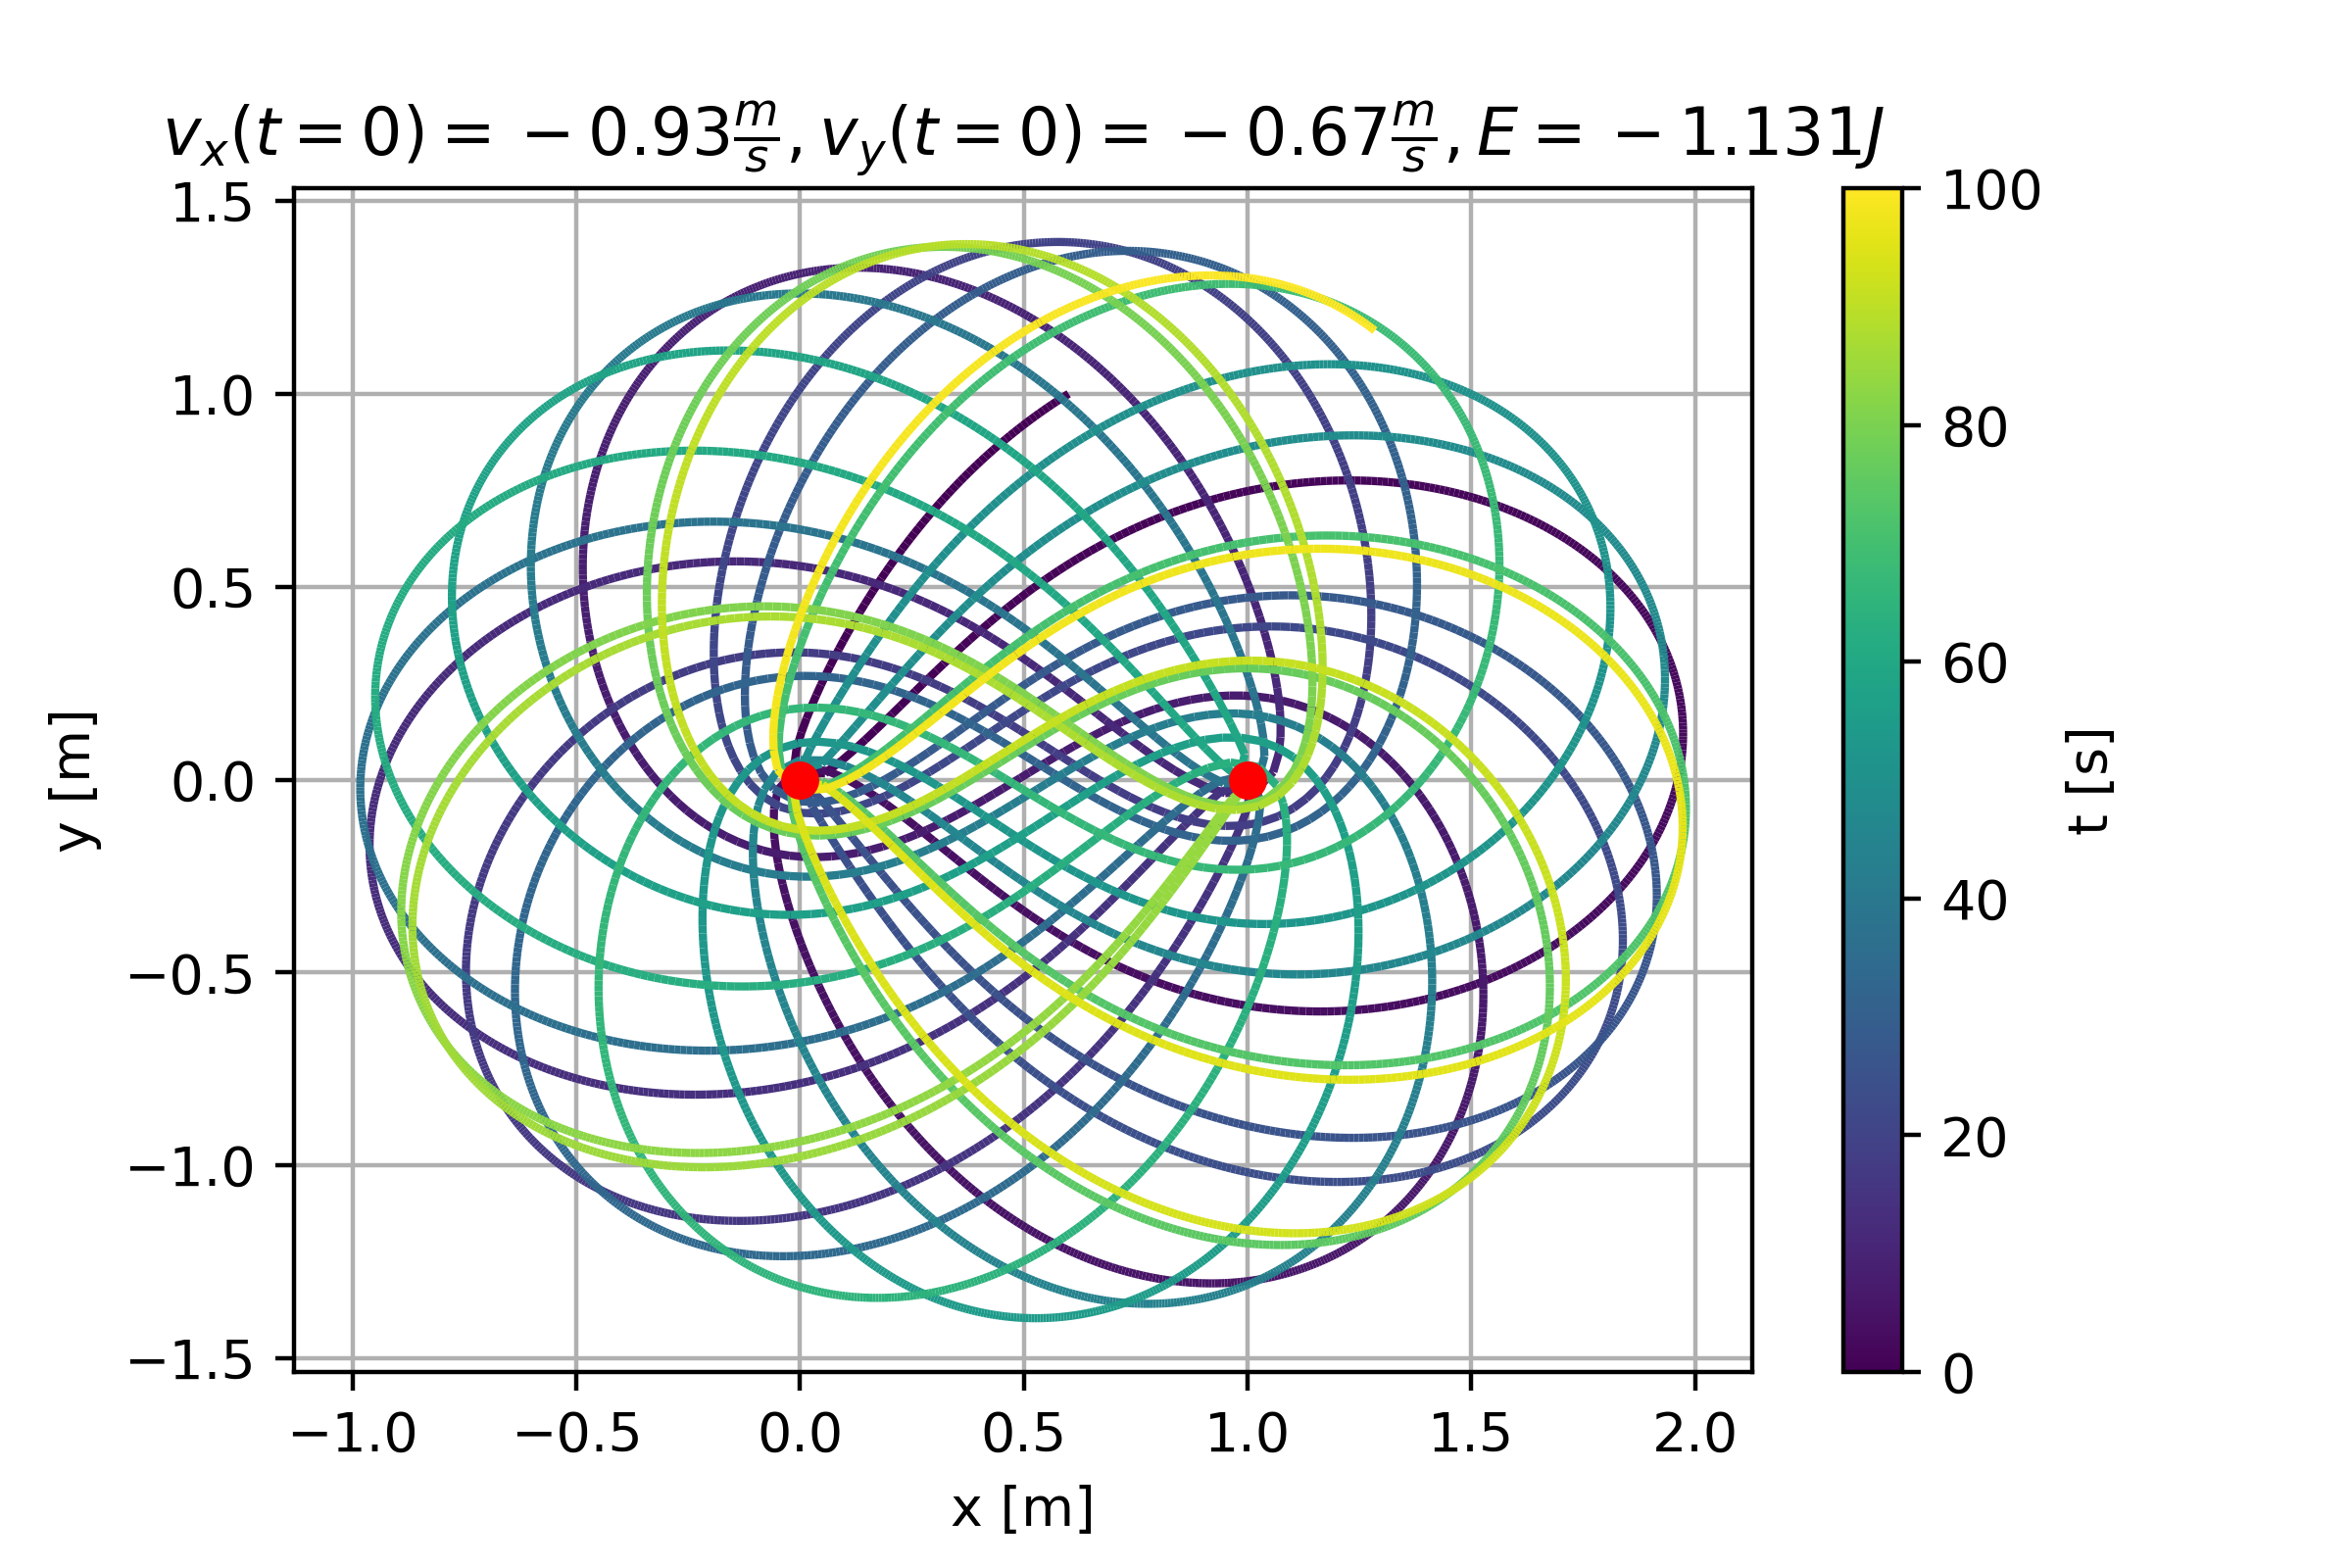 v_x(t = 0) = −0.93 m/s, v_y(t = 0) = −0.67 m/s, E = −1.131J
1.5
1.0
0.5
0.0
−0.5
−1.0
−1.5
y [m]
−1.0 −0.5 0.0 0.5 1.0 1.5 2.0
x [m]
100
80
60
40
20
0
t [s]